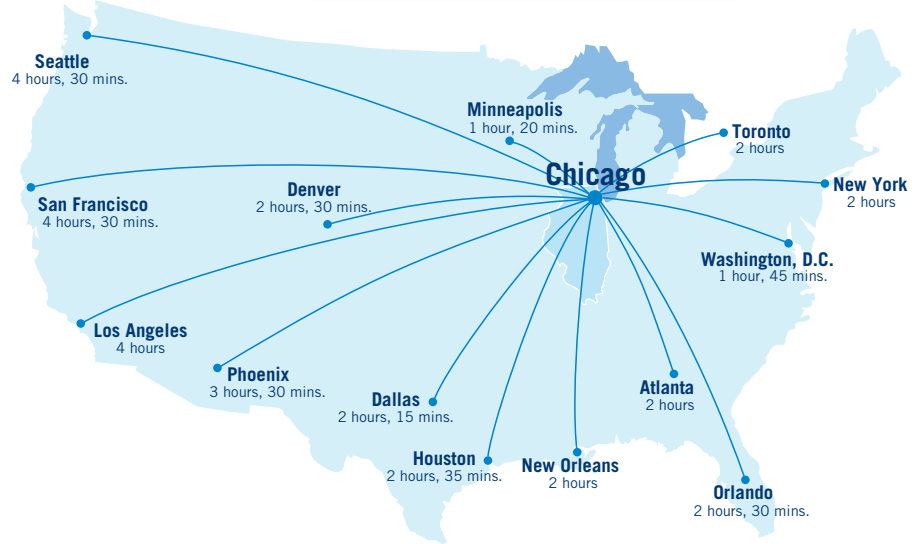 Seattle
4 hours, 30 mins.
Minneapolis
1 hour, 20 mins.
Toronto
2 hours
Chicago
New York
2 hours
Denver
2 hours, 30 mins.
San Francisco
4 hours, 30 mins.
Washington, D.C.
1 hour, 45 mins.
Los Angeles
4 hours
Phoenix
3 hours, 30 mins.
Atlanta
2 hours
Dallas
2 hours, 15 mins.
Houston
2 hours, 35 mins.
New Orleans
2 hours
Orlando
2 hours, 30 mins.